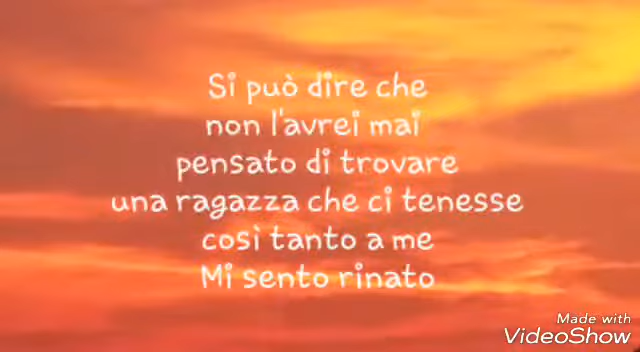 Si può dire che
non l'avrei mai
pensato di trovare
una ragazza che ci tenesse
così tanto a me
Mi sento rinato
Made with
VideoShow